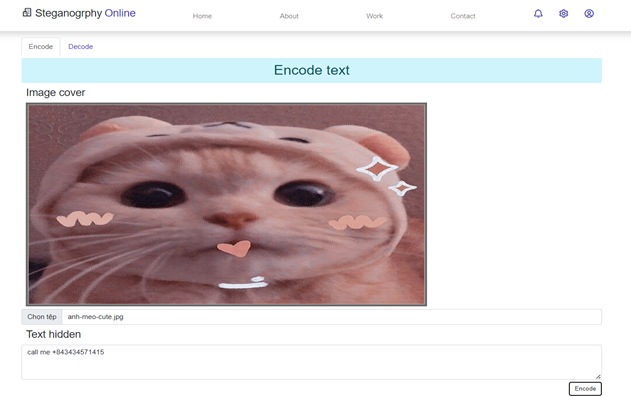 Steganogrphy Online
Home
About
Work
Contact
Encode
Decode
Encode text
Image cover
Chọn tệp
anh-meo-cute.jpg
Text hidden
call me +843434571415
Encode